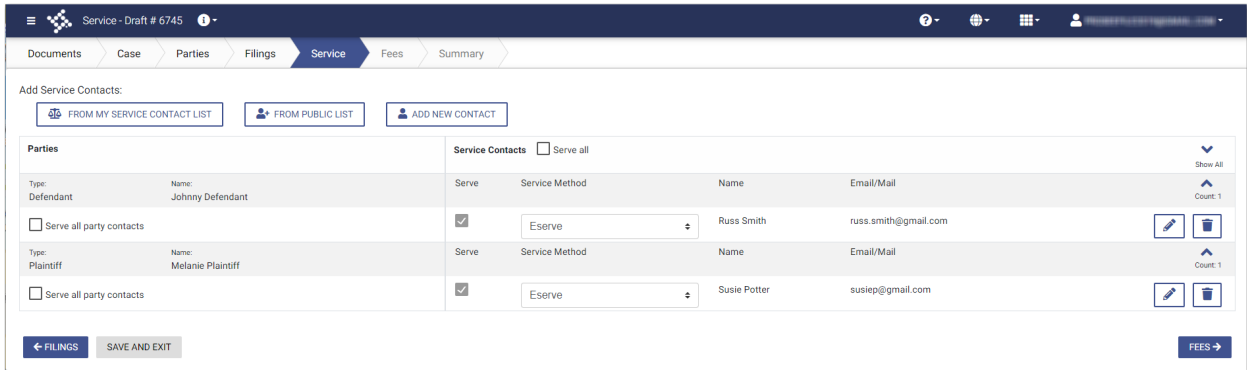 Service - Draft # 6745
Documents Case Parties Filings Service Fees Summary
Add Service Contacts:
FROM MY SERVICE CONTACT LIST FROM PUBLIC LIST ADD NEW CONTACT
Parties Service Contacts Serve all
Show All
Type: Name: Serve Service Method Name Email/Mail
Defendant Johnny Defendant Count: 1
Serve all party contacts Eserve Russ Smith russ.smith@gmail.com
Type: Name: Serve Service Method Name Email/Mail
Plaintiff Melanie Plaintiff Count: 1
Serve all party contacts Eserve Susie Potter susiep@gmail.com
FILINGS SAVE AND EXIT FEES